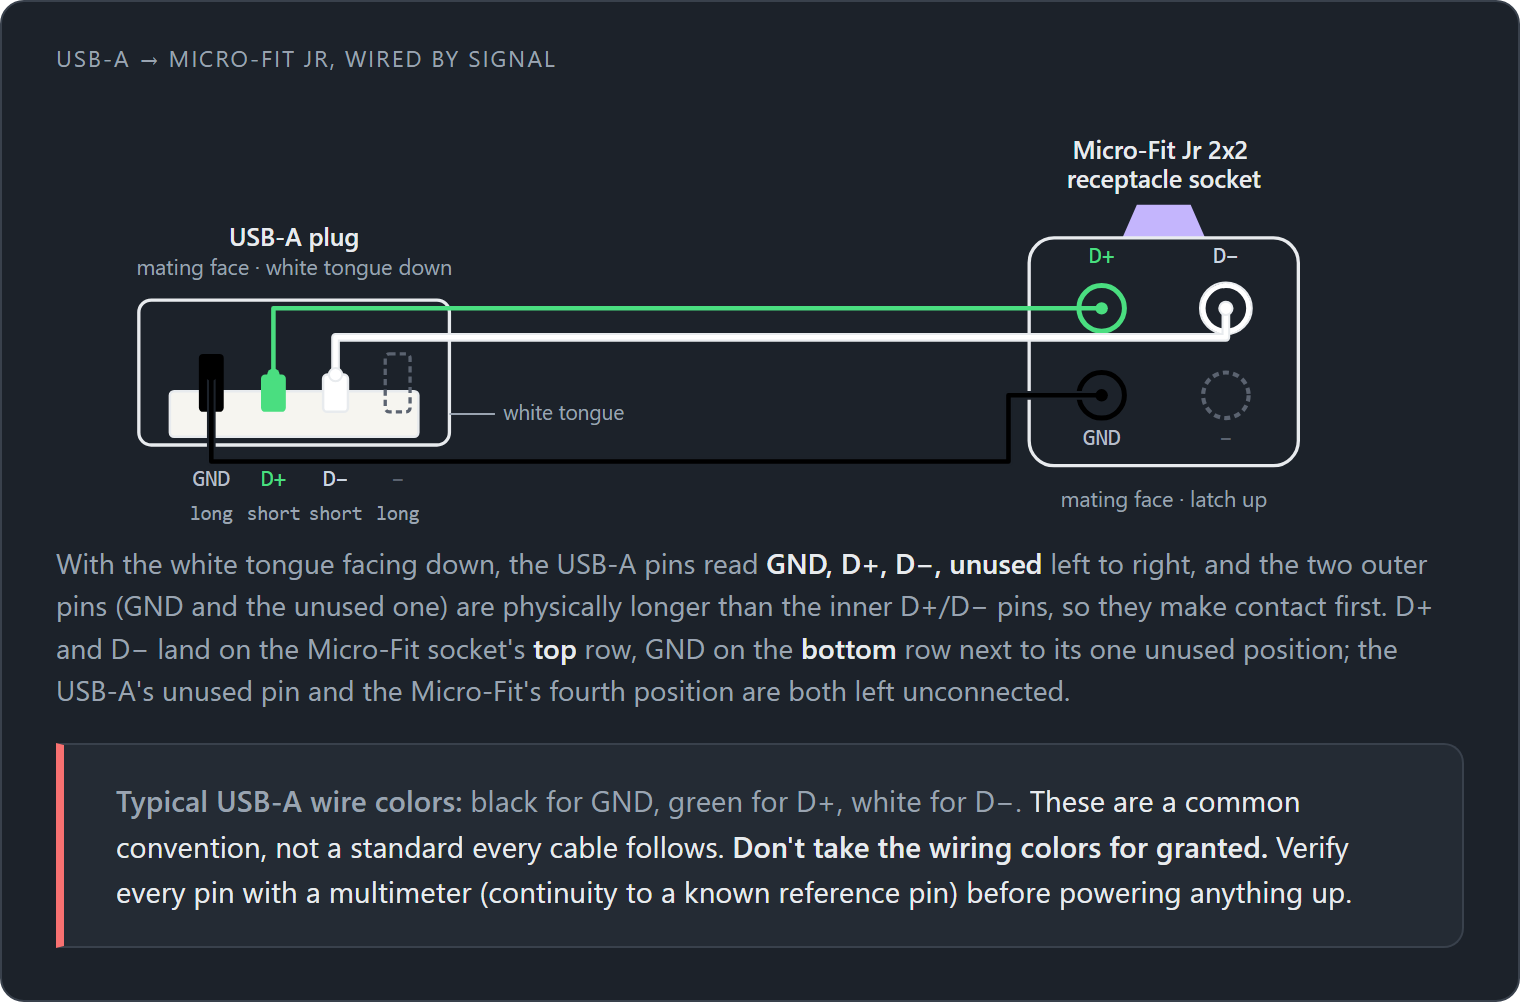 USB-A → MICRO-FIT JR, WIRED BY SIGNAL
Micro-Fit Jr 2x2
receptacle socket
USB-A plug
mating face · white tongue down
D+
D−
white tongue
GND
–
GND
D+
D−
–
long
short
short
long
mating face · latch up
With the white tongue facing down, the USB-A pins read GND, D+, D−, unused left to right, and the two outer
pins (GND and the unused one) are physically longer than the inner D+/D− pins, so they make contact first. D+
and D− land on the Micro-Fit socket's top row, GND on the bottom row next to its one unused position; the
USB-A's unused pin and the Micro-Fit's fourth position are both left unconnected.
Typical USB-A wire colors: black for GND, green for D+, white for D−. These are a common
convention, not a standard every cable follows. Don't take the wiring colors for granted. Verify
every pin with a multimeter (continuity to a known reference pin) before powering anything up.